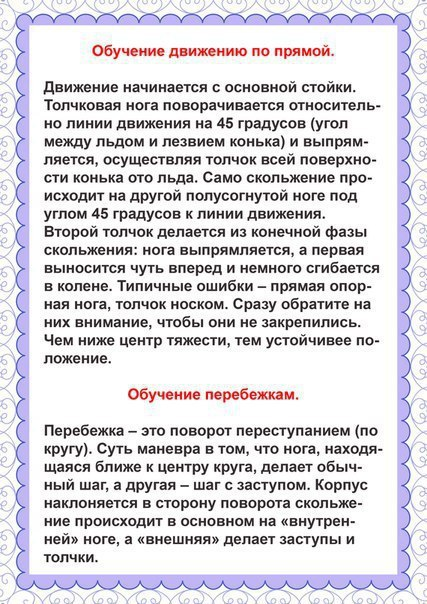 Обучение движению по прямой.
Движение начинается с основной стойки.
Толчковая нога поворачивается относитель-
но линии движения на 45 градусов (угол
между льдом и лезвием конька) и выпрям-
ляется, осуществляя толчок всей поверхно-
сти конька ото льда. Само скольжение про-
исходит на другой полусогнутой ноге под
углом 45 градусов к линии движения.
Второй толчок делается из конечной фазы
скольжения: нога выпрямляется, а первая
выносится чуть вперед и немного сгибается
в колене. Типичные ошибки – прямая опор-
ная нога, толчок носком. Сразу обратите на
них внимание, чтобы они не закрепились.
Чем ниже центр тяжести, тем устойчивее по-
ложение.
Обучение перебежкам.
Перебежка – это поворот переступанием (по
кругу). Суть маневра в том, что нога, находя-
щаяся ближе к центру круга, делает обыч-
ный шаг, а другая – шаг с заступом. Корпус
наклоняется в сторону поворота скольже-
ние происходит в основном на «внутрен-
ней» ноге, а «внешняя» делает заступы и
толчки.